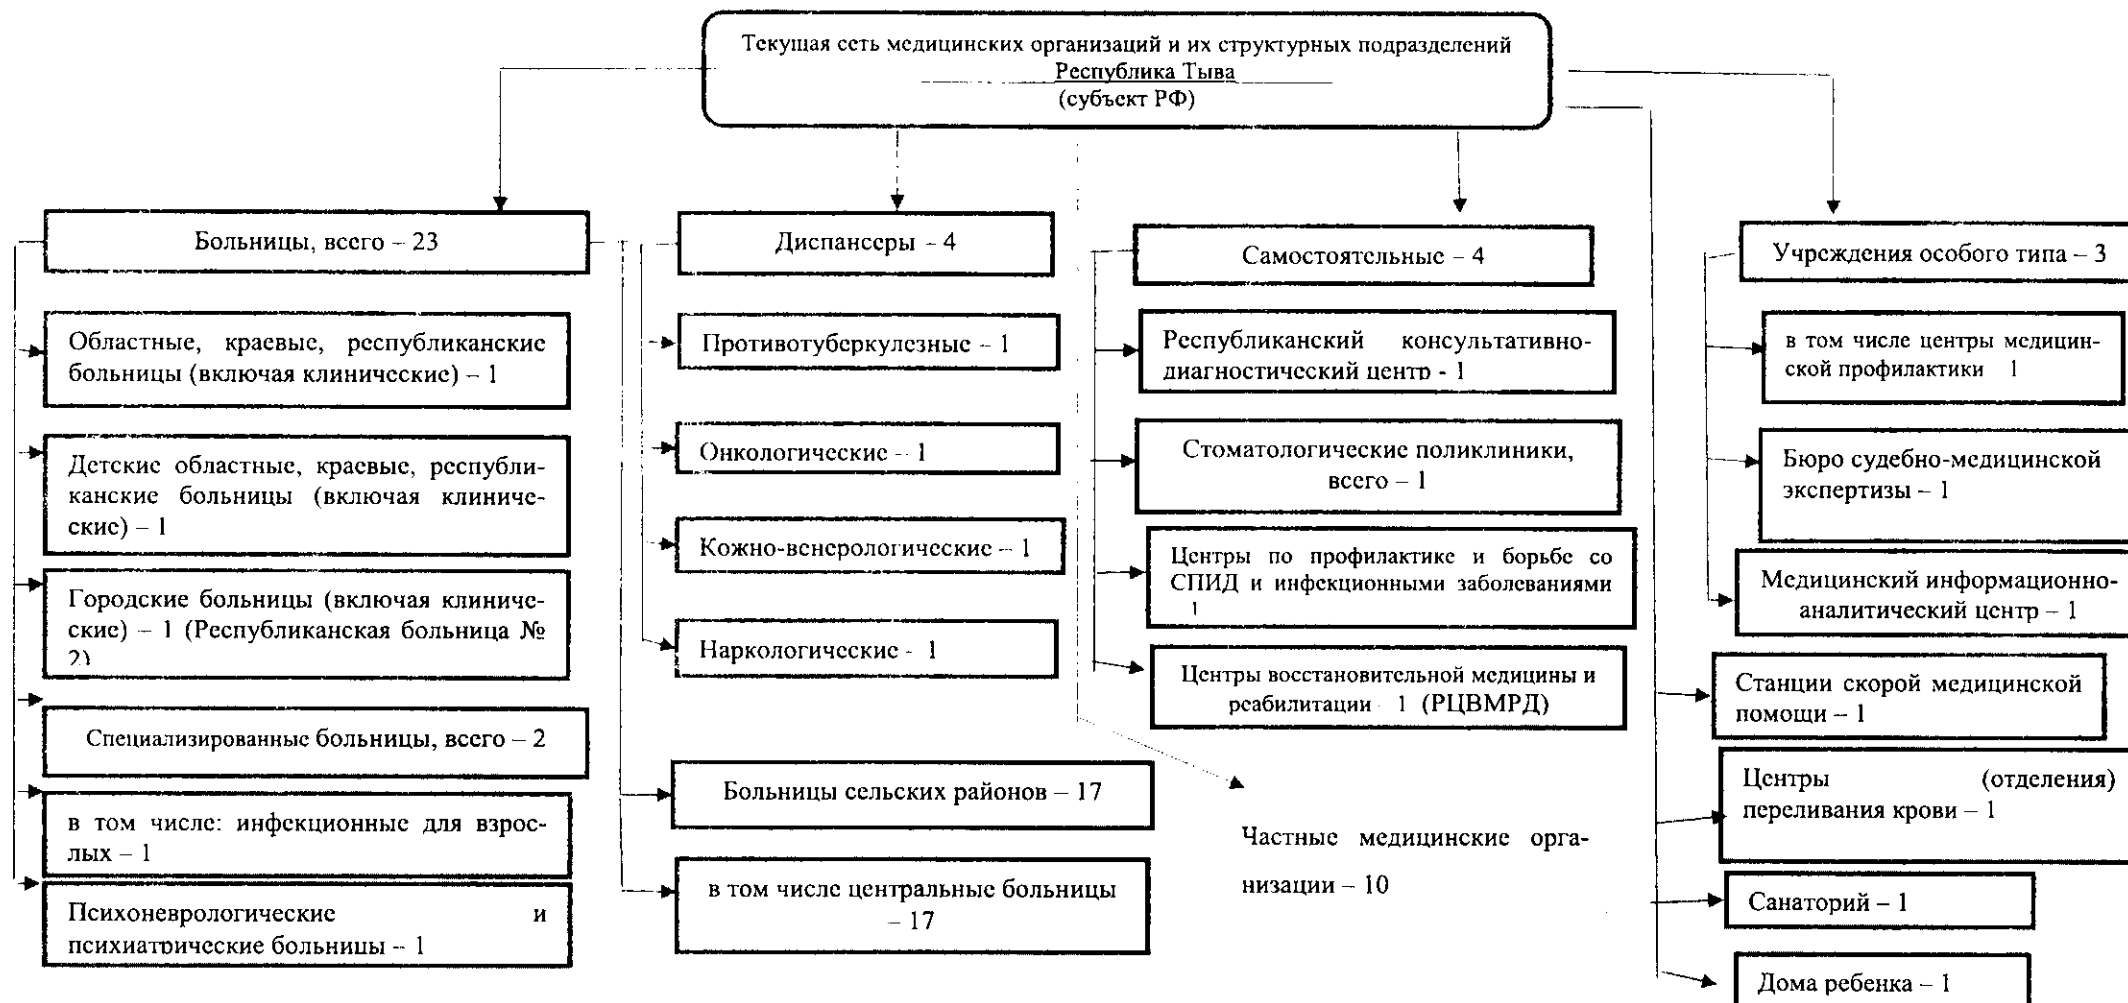 Текущая сеть медицинских организаций и их структурных подразделений
Республика Тыва
(субъект РФ)
Больницы, всего – 23
Областные, краевые, республиканские
больницы (включая клинические) – 1
Детские областные, краевые, республи-
канские больницы (включая клиниче-
ские) – 1
Городские больницы (включая клиниче-
ские) – 1 (Республиканская больница №
2)
Специализированные больницы, всего – 2
в том числе: инфекционные для взрос-
лых – 1
Психоневрологические и
психиатрические больницы – 1
Диспансеры – 4
Противотуберкулезные – 1
Онкологические – 1
Кожно-венерологические – 1
Наркологические - 1
Больницы сельских районов – 17
в том числе центральные больницы
– 17
Самостоятельные – 4
Республиканский консультативно-
диагностический центр - 1
Стоматологические поликлиники,
всего – 1
Центры по профилактике и борьбе со
СПИД и инфекционными заболеваниями
1
Центры восстановительной медицины и
реабилитации 1 (РЦВМРД)
Частные медицинские орга-
низации – 10
Учреждения особого типа – 3
в том числе центры медицин-
ской профилактики 1
Бюро судебно-медицинской
экспертизы – 1
Медицинский информационно-
аналитический центр – 1
Станции скорой медицинской
помощи – 1
Центры (отделения)
переливания крови – 1
Санаторий – 1
Дома ребенка – 1